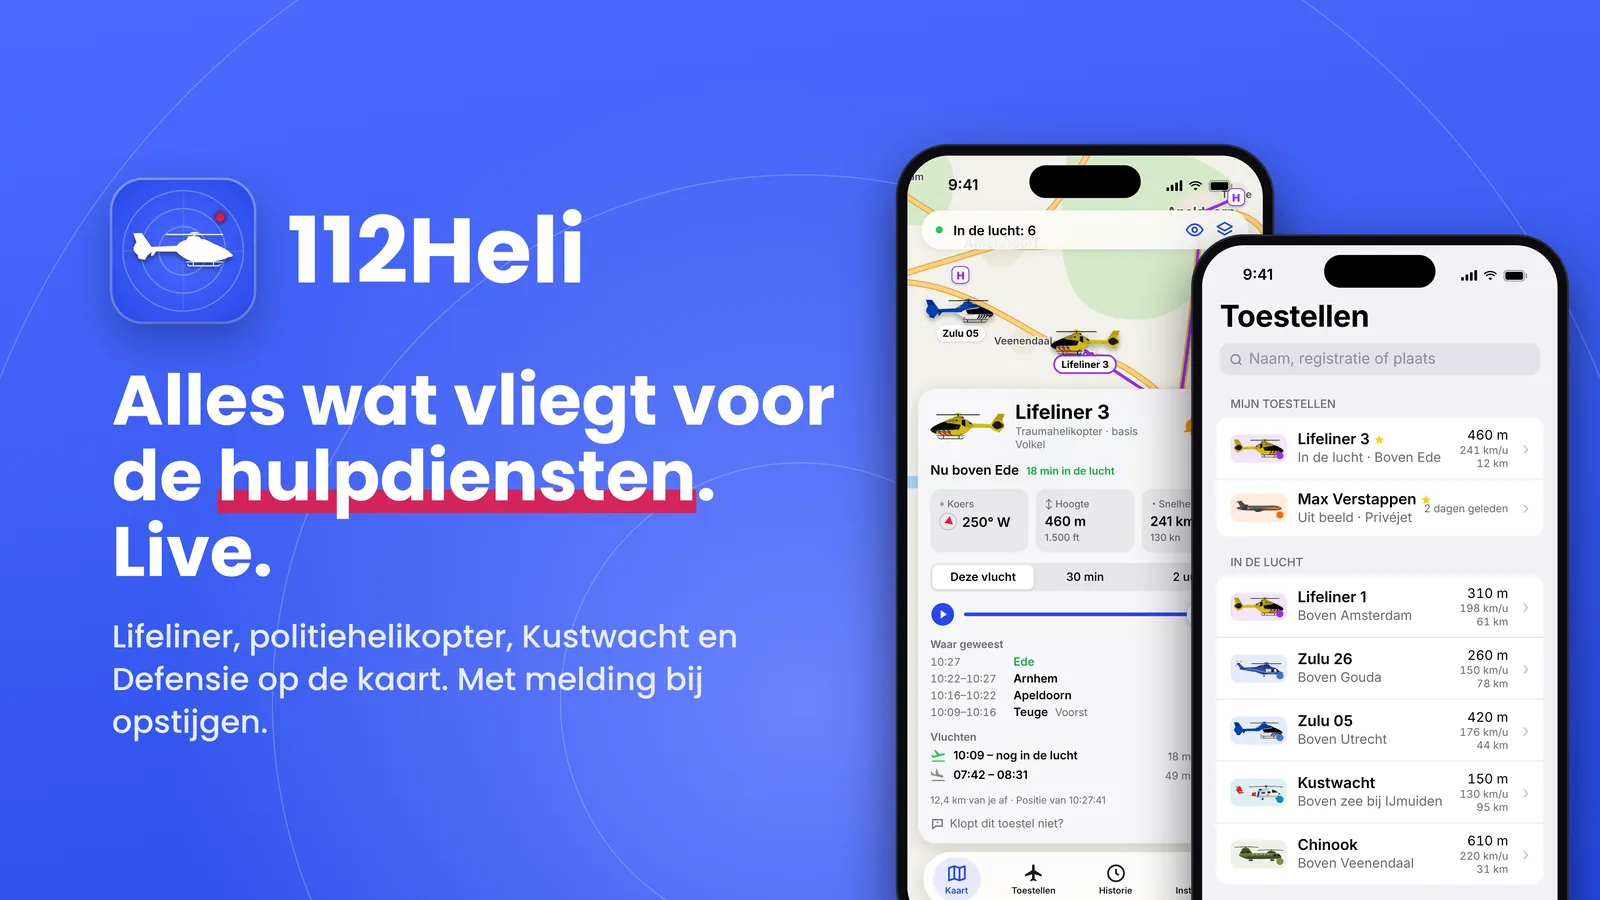 112Heli
Alles wat vliegt voor
de hulpdiensten.
Live.
Lifeliner, politiehelikopter, Kustwacht en
Defensie op de kaart. Met melding bij
opstijgen.
9:41
H
In de lucht: 6
H
Zulu 05
Veenendaal
Lifeliner 3
Lifeliner 3
Traumahelikopter · basis
Volkel
Nu boven Ede 18 min in de lucht
Koers
250° W
Hoogte
460 m
1.500 ft
241 km
130 kn
Deze vlucht
30 min
Waar geweest
10:27 Ede
10:22–10:27 Arnhem
10:16–10:22 Apeldoorn
10:09–10:16 Teuge Voorst
Vluchten
10:09 – nog in de lucht 18 m
07:42 – 08:31 49 m
12,4 km van je af · Positie van 10:27:41
Klopt dit toestel niet?
Kaart
Toestellen
Historie
9:41
Toestellen
Naam, registratie of plaats
MIJN TOESTELLEN
Lifeliner 3 ★
In de lucht · Boven Ede
460 m
241 km/u
12 km
Max Verstappen ★
Uit beeld · Privéjet
2 dagen geleden
IN DE LUCHT
Lifeliner 1
Boven Amsterdam
310 m
198 km/u
61 km
Zulu 26
Boven Gouda
260 m
150 km/u
78 km
Zulu 05
Boven Utrecht
420 m
176 km/u
44 km
Kustwacht
Boven zee bij IJmuiden
150 m
130 km/u
95 km
Chinook
Boven Veenendaal
610 m
220 km/u
31 km